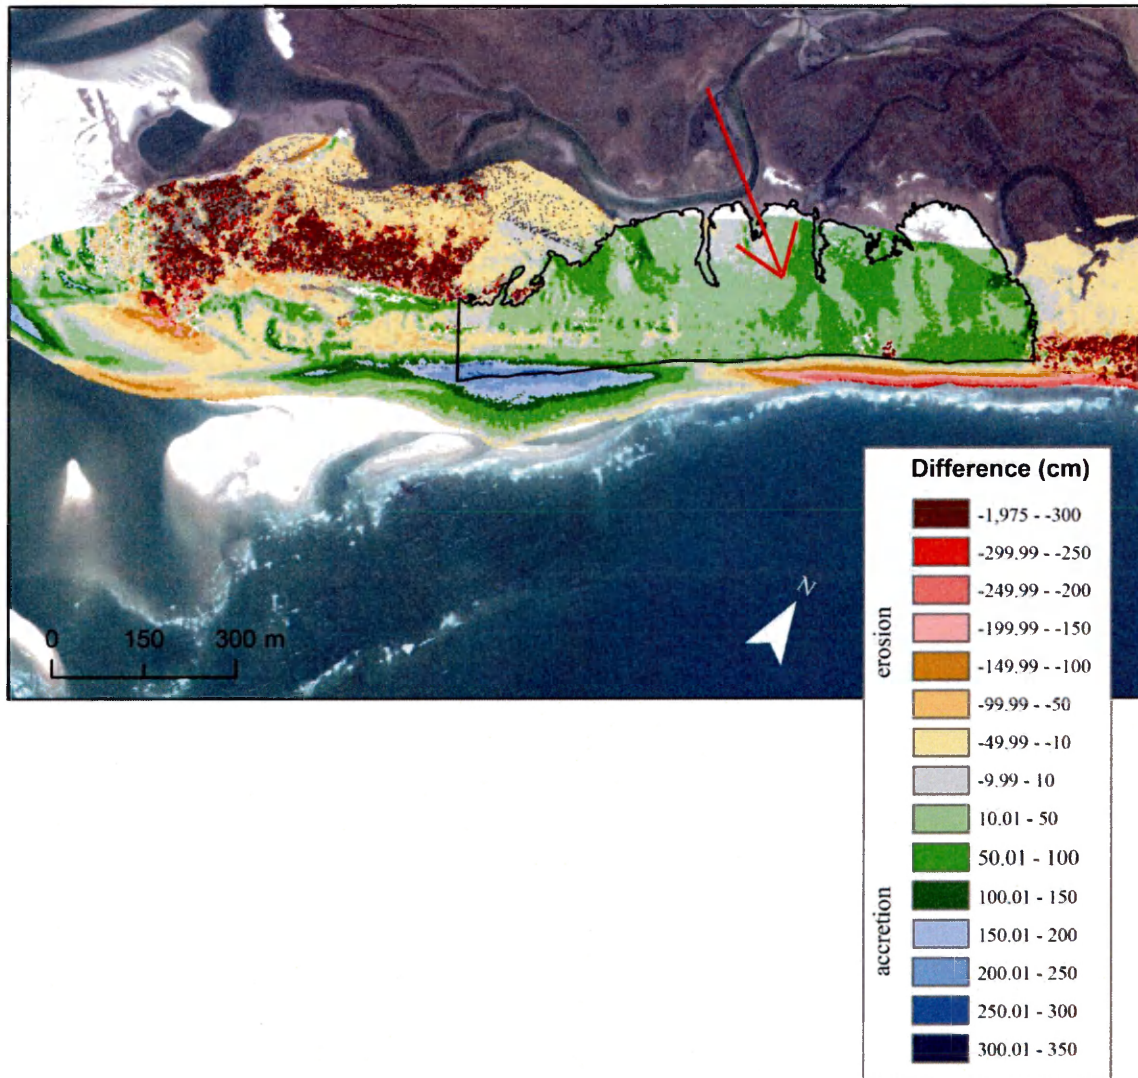 N
0 150 300 m
Difference (cm)
erosion
accretion
-1,975 - -300
-299.99 - -250
-249.99 - -200
-199.99 - -150
-149.99 - -100
-99.99 - -50
-49.99 - -10
-9.99 - 10
10.01 - 50
50.01 - 100
100.01 - 150
150.01 - 200
200.01 - 250
250.01 - 300
300.01 - 350